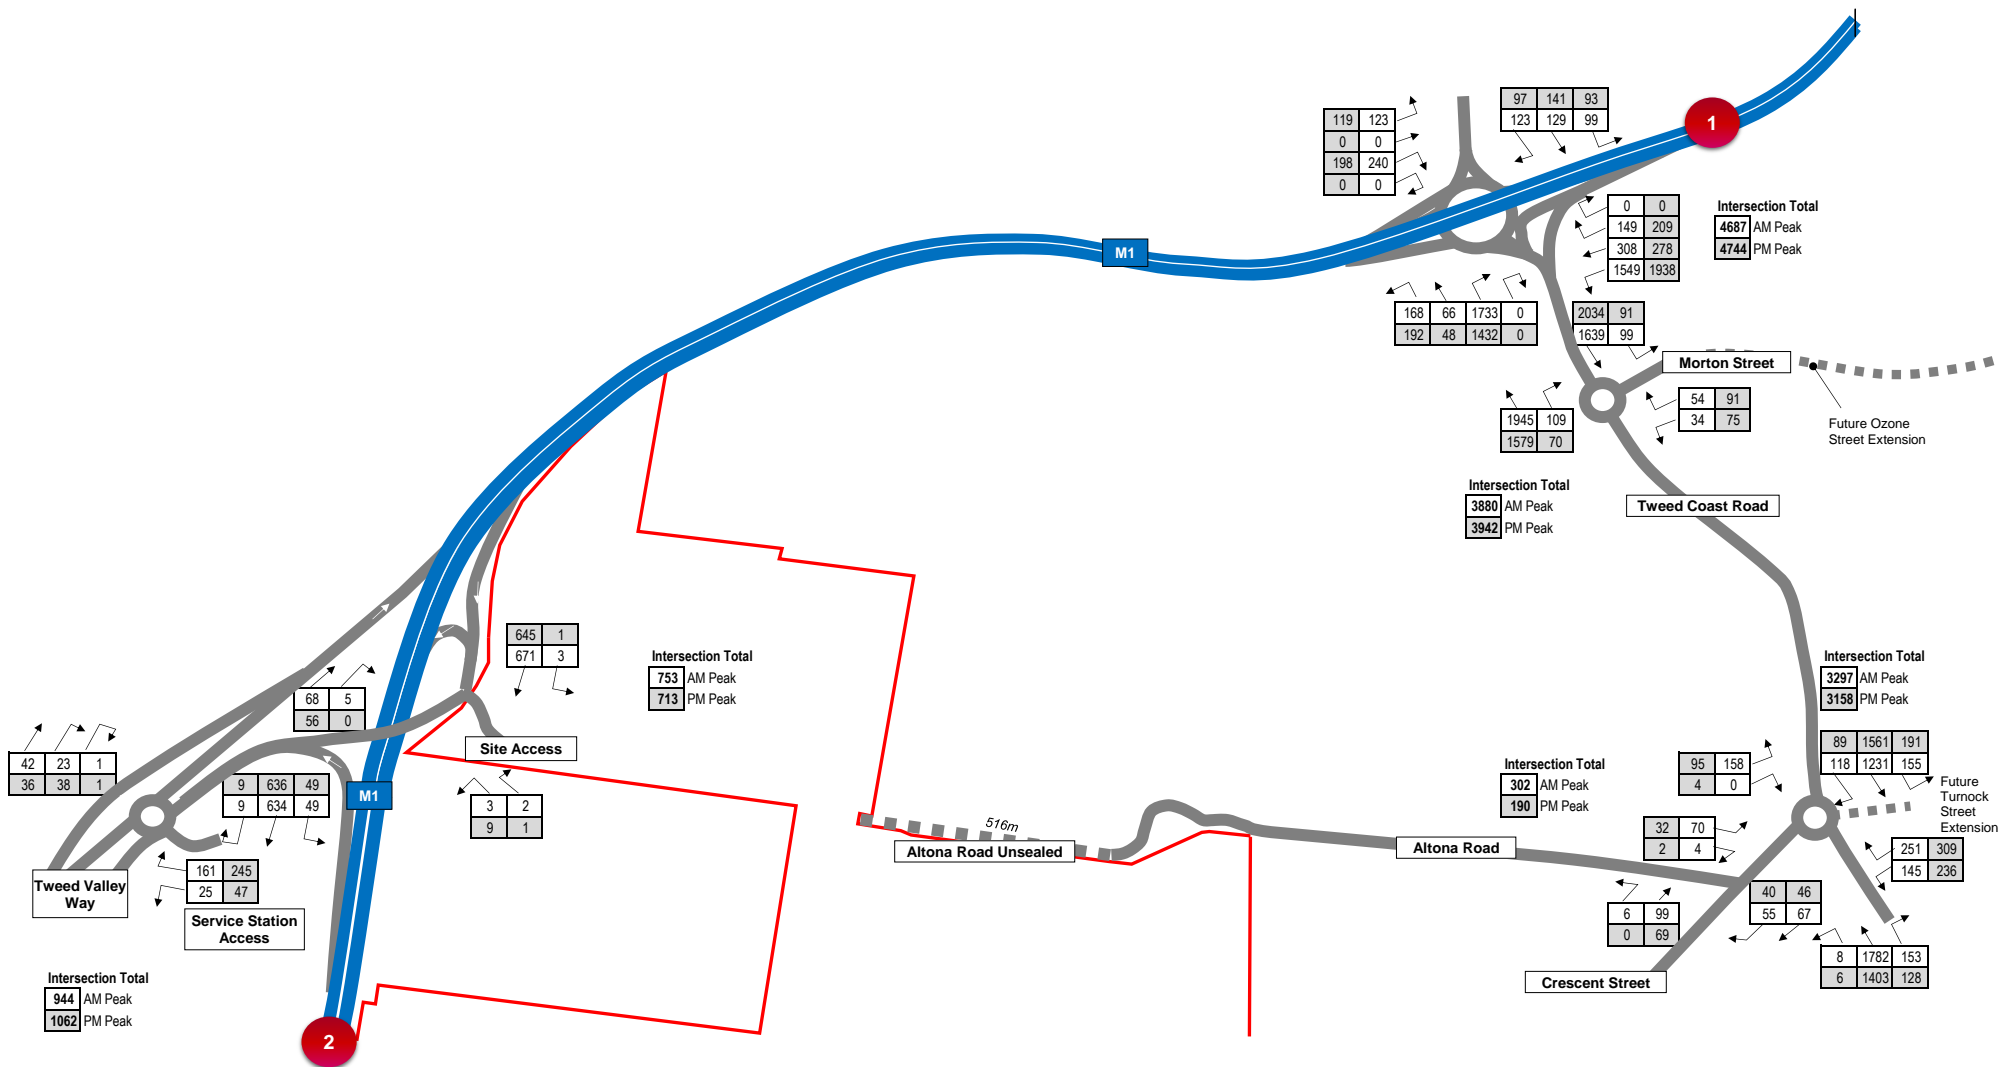 97 141 93
123 129 99
1
119 123
0 0
198 240
0 0
0 0
149 209
308 278
1549 1938
Intersection Total
4687 AM Peak
4744 PM Peak
M1
168 66 1733 0
192 48 1432 0
2034 91
1639 99
Morton Street
54 91
34 75
Future Ozone
Street Extension
1945 109
1579 70
Intersection Total
3880 AM Peak
3942 PM Peak
Tweed Coast Road
645 1
671 3
Intersection Total
753 AM Peak
713 PM Peak
Intersection Total
3297 AM Peak
3158 PM Peak
68 5
56 0
Site Access
42 23 1
36 38 1
9 636 49
9 634 49
M1
3 2
9 1
161 245
25 47
Tweed Valley
Way
Service Station
Access
Intersection Total
944 AM Peak
1062 PM Peak
2
516m
Altona Road Unsealed
Altona Road
Intersection Total
302 AM Peak
190 PM Peak
95 158
4 0
89 1561 191
118 1231 155
Future
Turnock
Street
Extension
32 70
2 4
251 309
145 236
6 99
0 69
40 46
55 67
8 1782 153
6 1403 128
Crescent Street